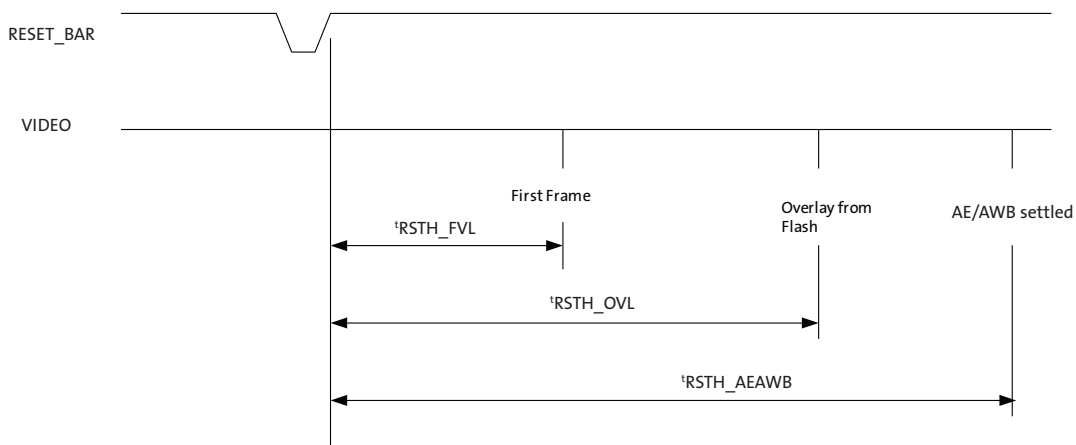 RESET_BAR
VIDEO
First Frame
Overlay from
Flash
AE/AWB settled
tRSTH_FVL
tRSTH_OVL
tRSTH_AEAWB